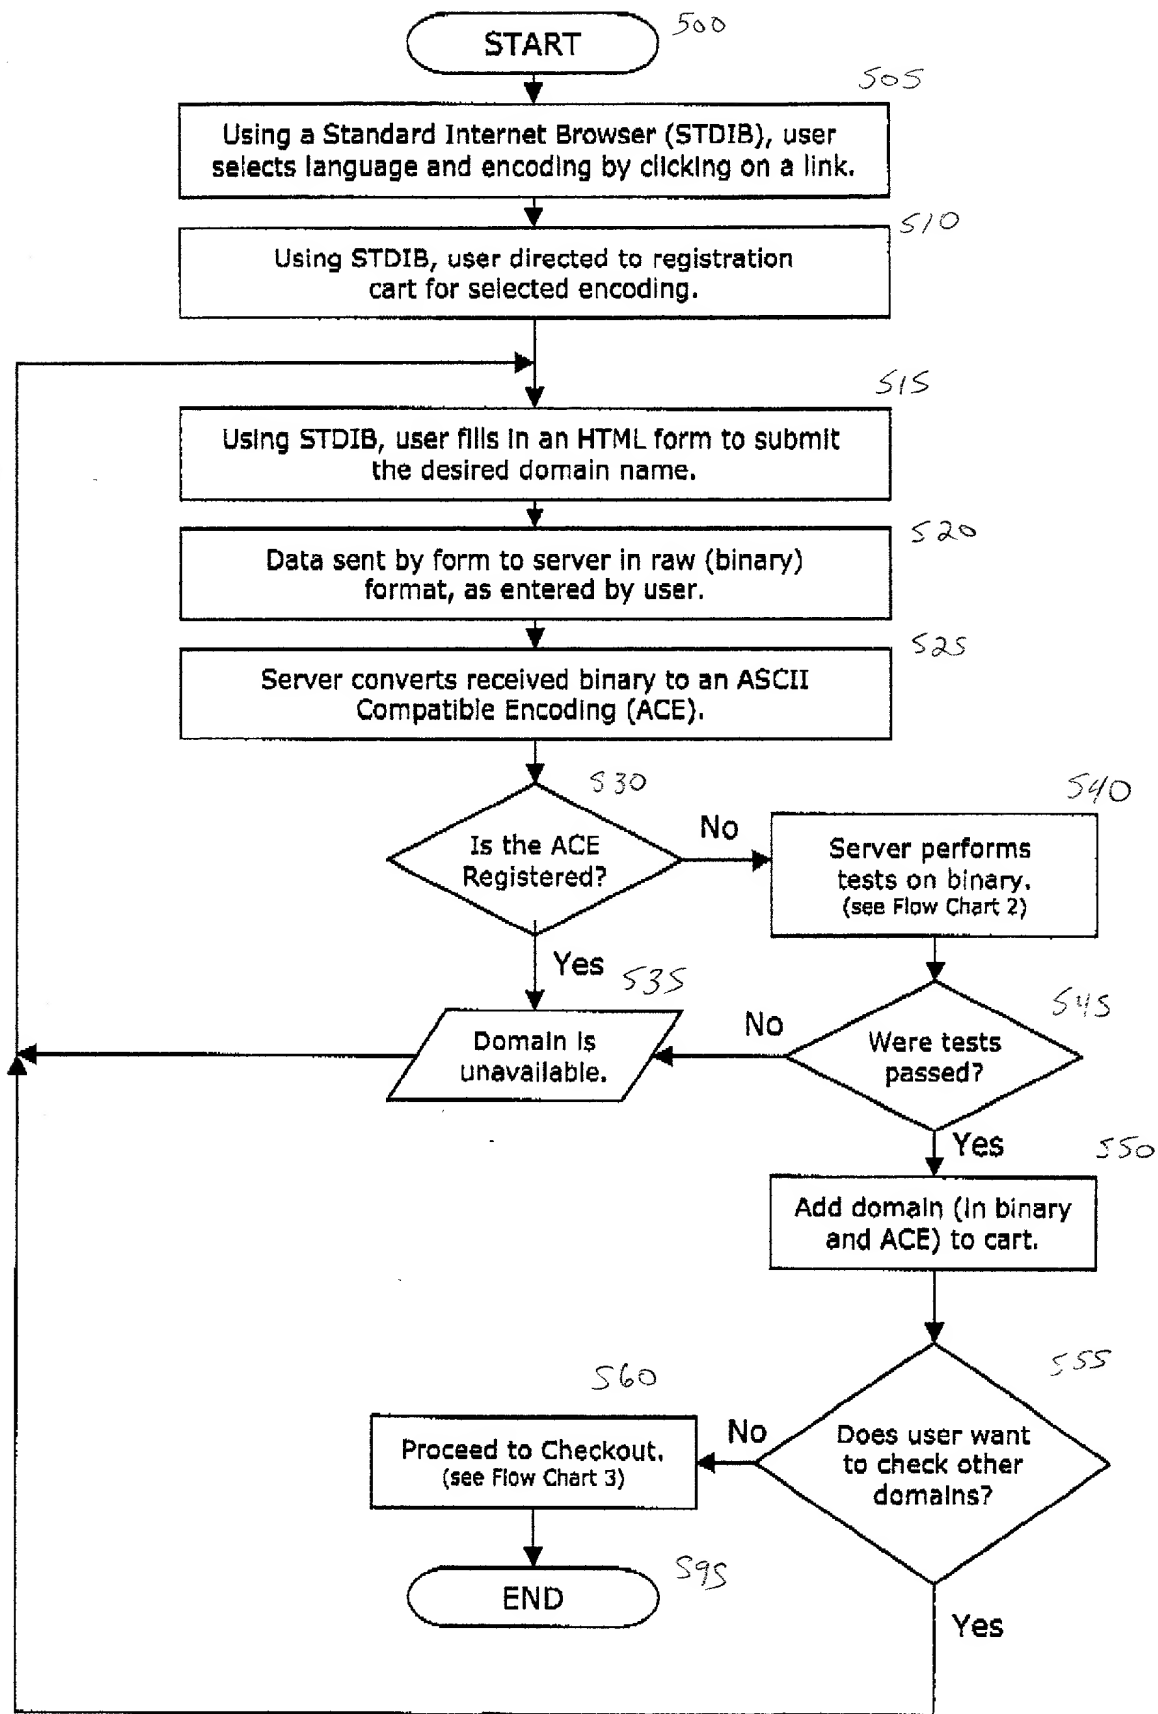 START
500
505
Using a Standard Internet Browser (STDIB), user
selects language and encoding by clicking on a link.
510
Using STDIB, user directed to registration
cart for selected encoding.
515
Using STDIB, user fills in an HTML form to submit
the desired domain name.
520
Data sent by form to server in raw (binary)
format, as entered by user.
525
Server converts received binary to an ASCII
Compatible Encoding (ACE).
530
Is the ACE
Registered?
No
540
Server performs
tests on binary.
(see Flow Chart 2)
Yes
535
Domain is
unavailable.
No
545
Were tests
passed?
Yes
550
Add domain (in binary
and ACE) to cart.
555
Does user want
to check other
domains?
No
560
Proceed to Checkout.
(see Flow Chart 3)
END
595
Yes